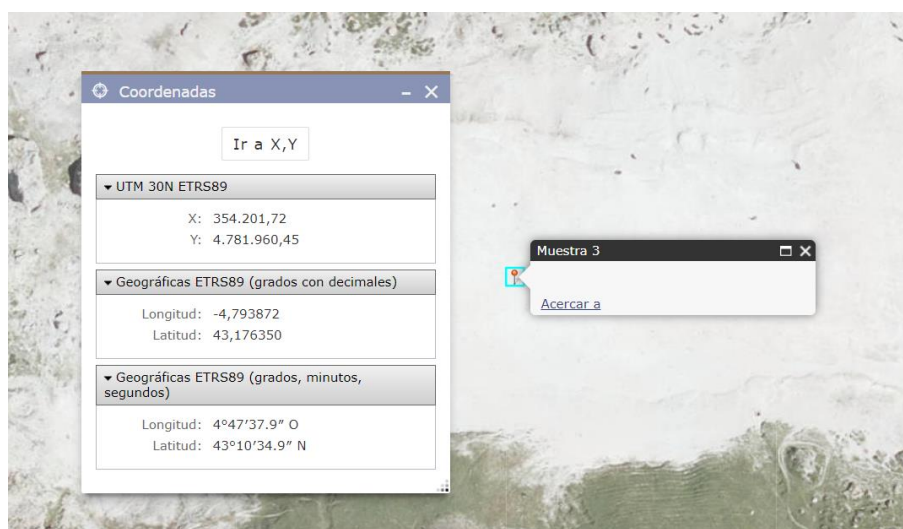 Coordenadas
Ir a X,Y
UTM 30N ETRS89
X: 354.201,72
Y: 4.781.960,45
Geográficas ETRS89 (grados con decimales)
Longitud: -4,793872
Latitud: 43,176350
Geográficas ETRS89 (grados, minutos,
segundos)
Longitud: 4°47'37.9" O
Latitud: 43°10'34.9" N
Muestra 3
Acercar a